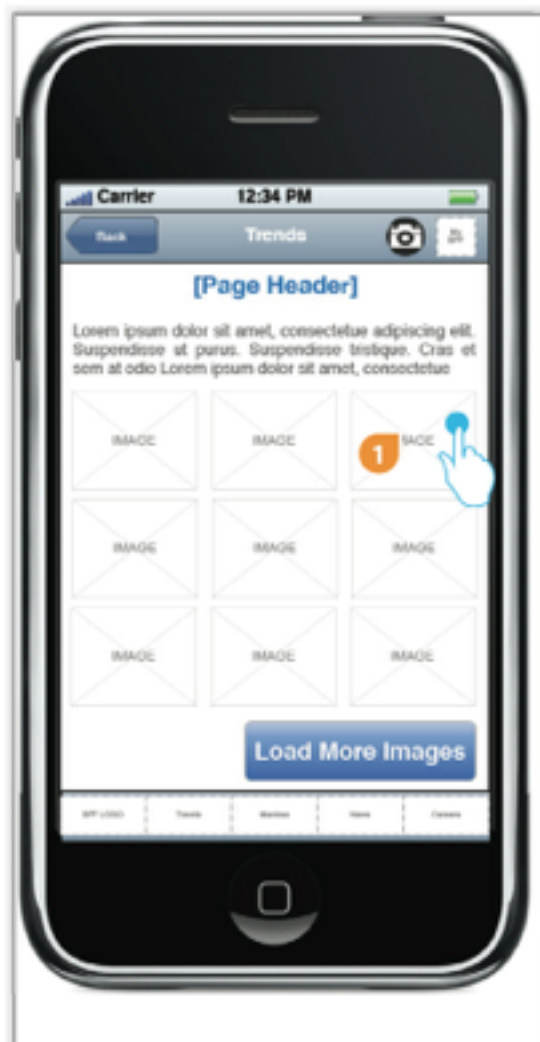 Carrier 12:34 PM
Back Trends
[Page Header]
Lorem ipsum dolor sit amet, consectetue adipiscing elit.
Suspendisse ut purus. Suspendisse tristique. Cras et
sem at odio Lorem ipsum dolor sit amet, consectetue
IMAGE IMAGE 1 IMAGE
IMAGE IMAGE IMAGE
IMAGE IMAGE IMAGE
Load More Images
Trends News Careers